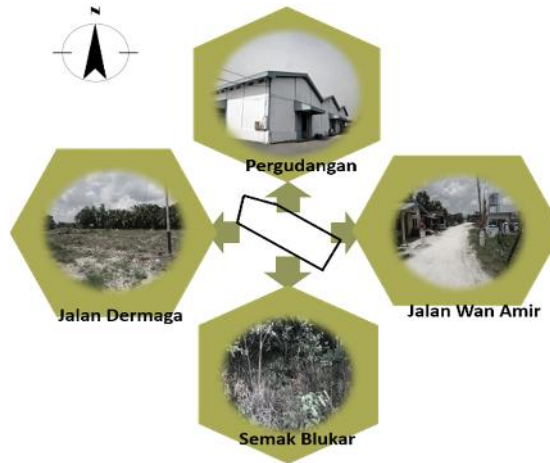 z
Pergudangan
Jalan Dermaga
Jalan Wan Amir
Semak Blukar